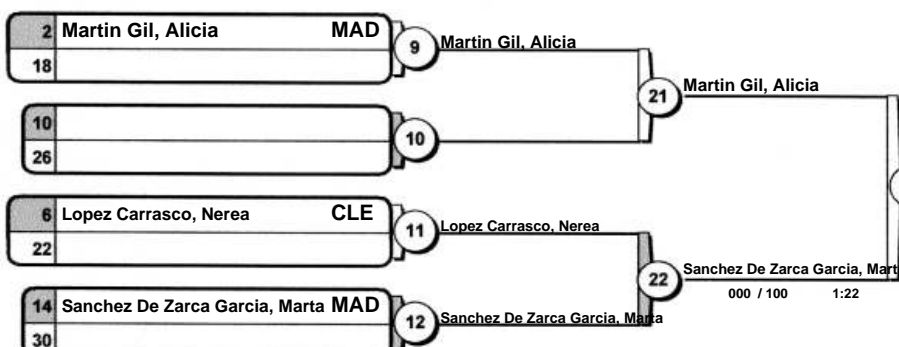 2 Martin Gil, Alicia MAD
18
9
Martin Gil, Alicia
21
Martin Gil, Alicia
10
26
10
6 Lopez Carrasco, Nerea CLE
22
11
Lopez Carrasco, Nerea
22
Sanchez De Zarca Garcia, Mart
000 / 100 1:22
14 Sanchez De Zarca Garcia, Marta MAD
30
12
Sanchez De Zarca Garcia, Marta